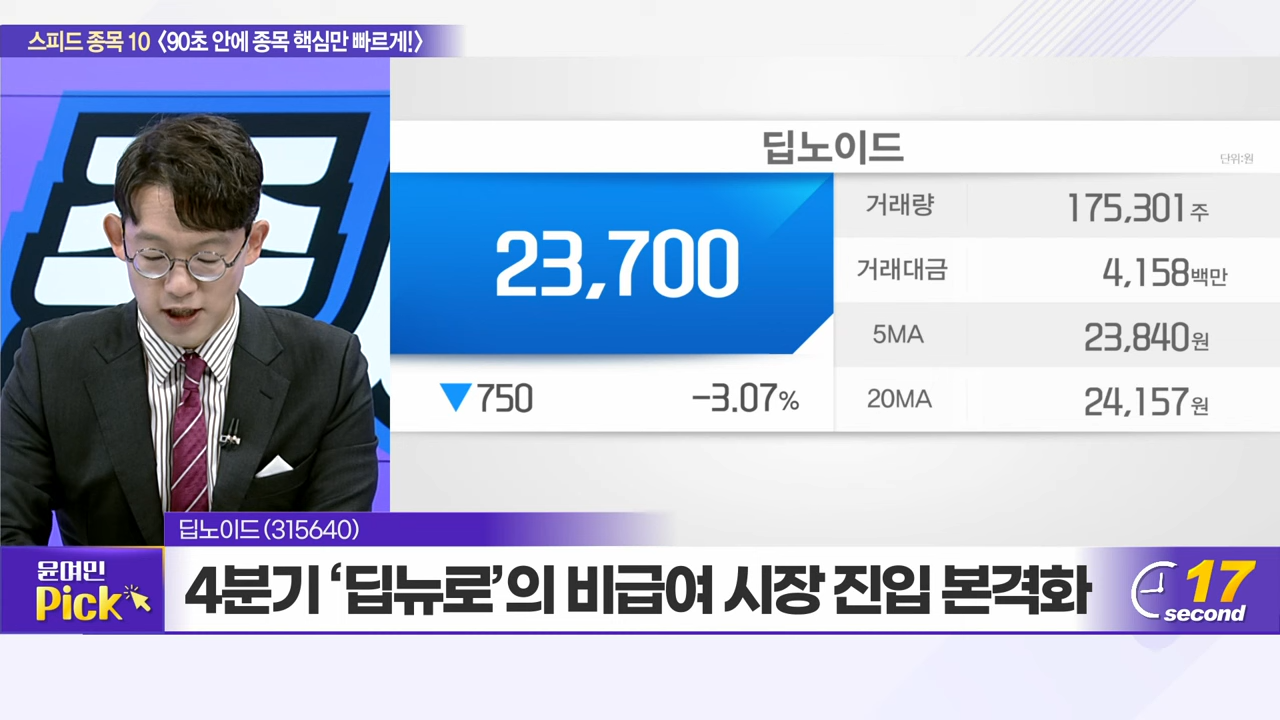 스피드 종목 10 <90초 안에 종목 핵심만 빠르게!>
딥노이드
단위:원
23,700
▼750 -3.07%
거래량 175,301주
거래대금 4,158백만
5MA 23,840원
20MA 24,157원
딥노이드(315640)
윤여민
Pick
4분기 ‘딥뉴로’의 비급여 시장 진입 본격화
17
second